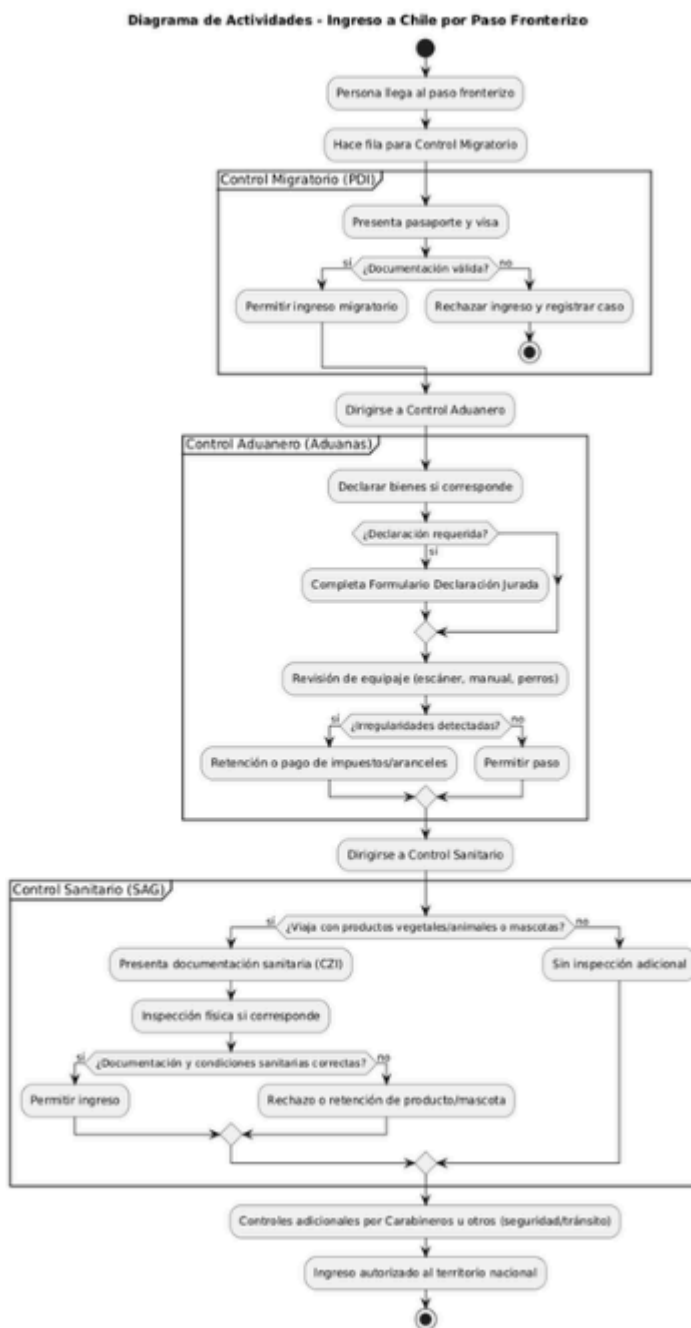 Diagrama de Actividades - Ingreso a Chile por Paso Fronterizo
Persona llega al paso fronterizo
Hace fila para Control Migratorio
Control Migratorio (PDI)
Presenta pasaporte y visa
sí
¿Documentación válida?
no
Permitir ingreso migratorio
Rechazar ingreso y registrar caso
Dirigirse a Control Aduanero
Control Aduanero (Aduanas)
Declarar bienes si corresponde
¿Declaración requerida?
sí
Completa Formulario Declaración Jurada
Revisión de equipaje (escáner, manual, perros)
sí
¿Irregularidades detectadas?
no
Retención o pago de impuestos/aranceles
Permitir paso
Dirigirse a Control Sanitario
Control Sanitario (SAG)
sí
¿Viaja con productos vegetales/animales o mascotas?
no
Presenta documentación sanitaria (CZI)
Sin inspección adicional
Inspección física si corresponde
sí
¿Documentación y condiciones sanitarias correctas?
no
Permitir ingreso
Rechazo o retención de producto/mascota
Controles adicionales por Carabineros u otros (seguridad/tránsito)
Ingreso autorizado al territorio nacional